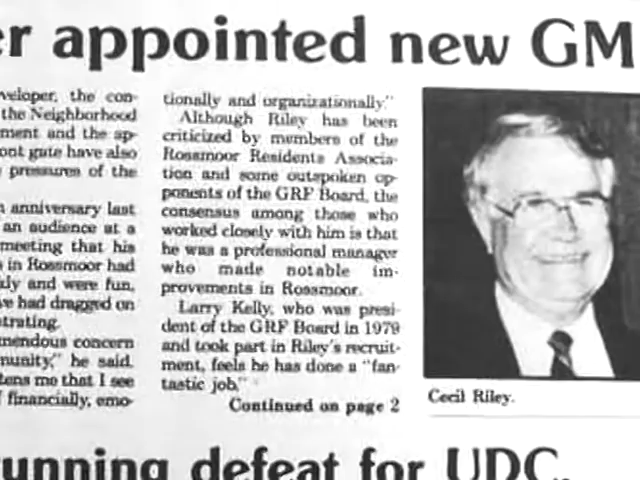 er appointed new GM
veloper, the con-
the Neighborhood
ment and the ap-
ont gate have also
pressures of the
anniversary last
an audience at a
meeting that his
in Rossmoor had
and were fun,
ve had dragged on
trating.
mendous concern
munity," he said.
tens me that I see
financially, emo-
tionally and organizationally."
Although Riley has been
criticized by members of the
Rossmoor Residents Associa-
tion and some outspoken op-
ponents of the GRF Board, the
consensus among those who
worked closely with him is that
he was a professional manager
who made notable im-
provements in Rossmoor.
Larry Kelly, who was presi-
dent of the GRF Board in 1979
and took part in Riley's recruit-
ment, feels he has done a "fan-
tastic job."
Continued on page 2
Cecil Riley.
unning defeat for UDC,